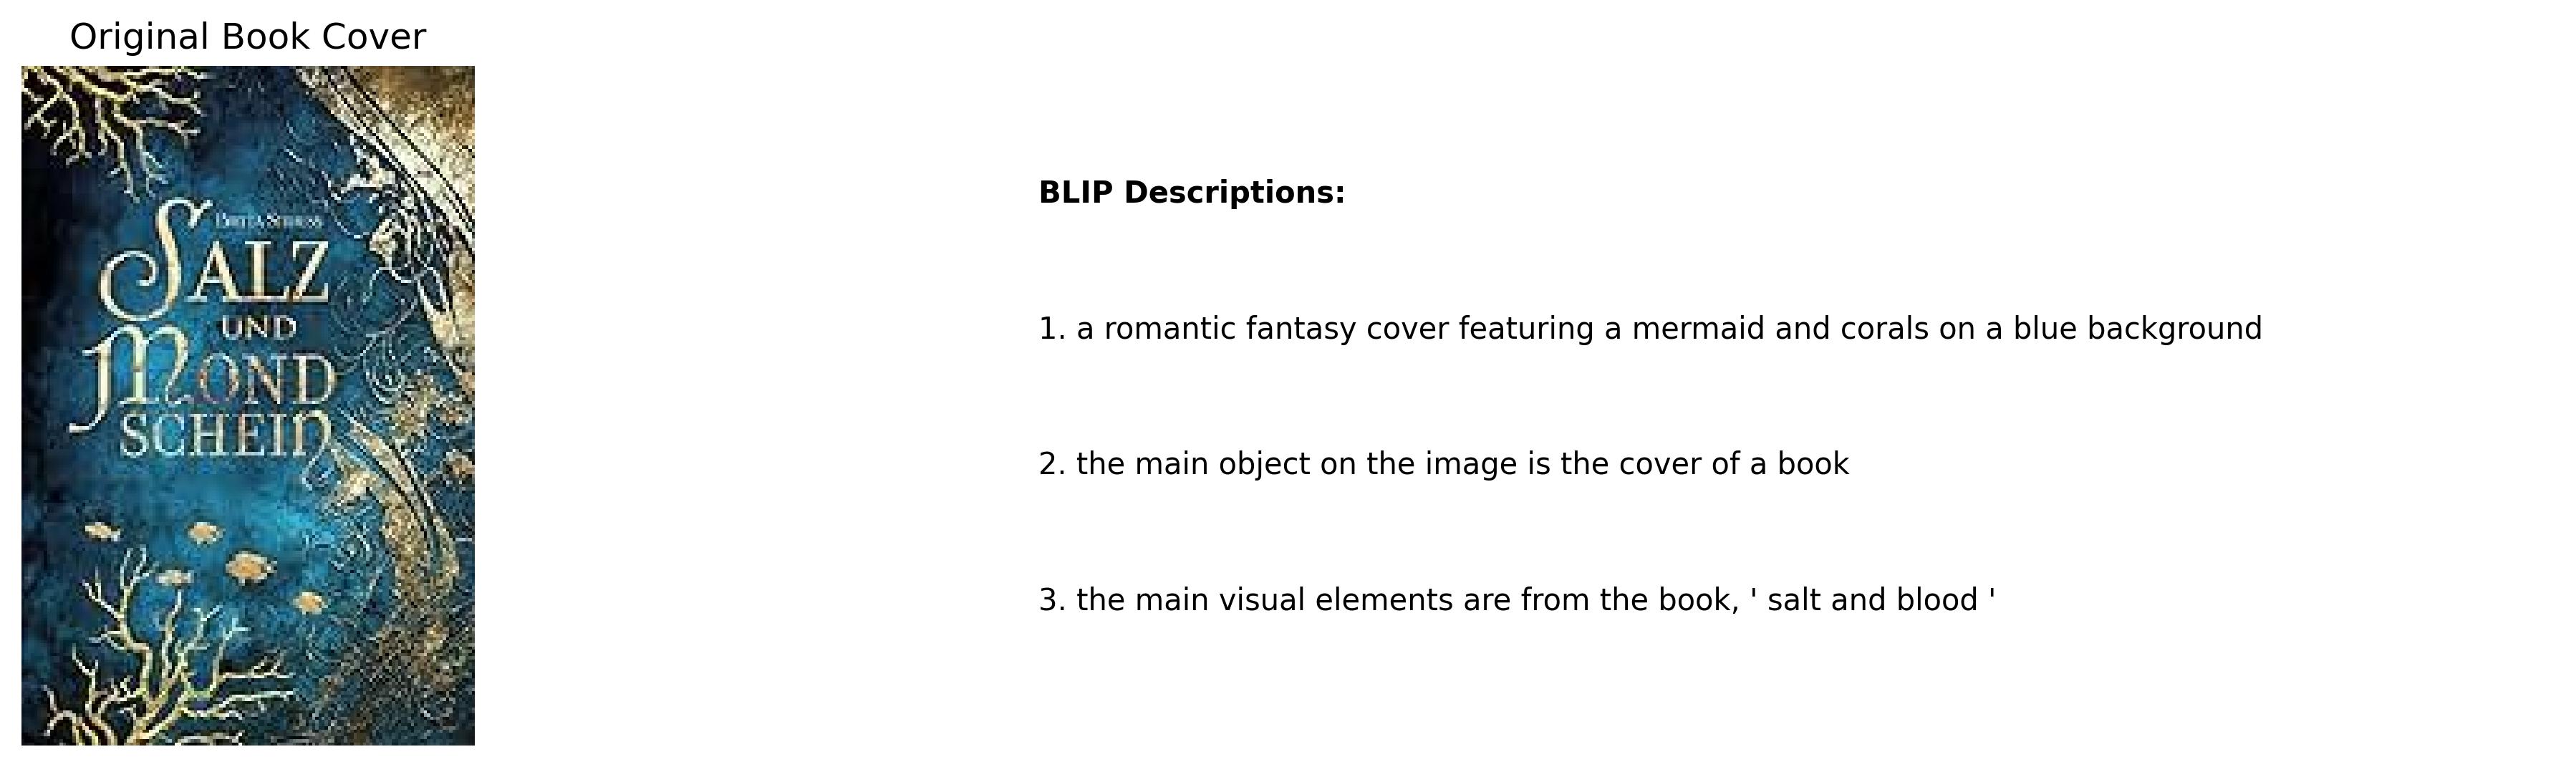 Original Book Cover
SALZ
UND
MOND
SCHEIN
BLIP Descriptions:
1. a romantic fantasy cover featuring a mermaid and corals on a blue background
2. the main object on the image is the cover of a book
3. the main visual elements are from the book, ' salt and blood '